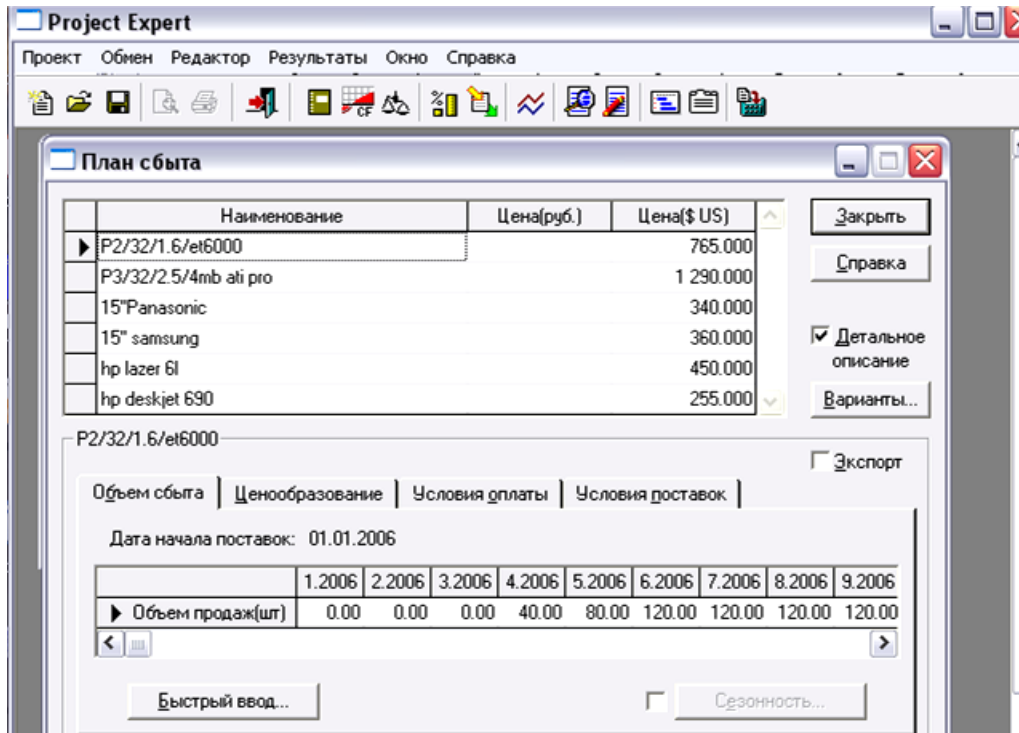 Project Expert
Проект Обмен Редактор Результаты Окно Справка
План сбыта
Наименование Цена(руб.) Цена($ US)
P2/32/1.6/et6000 765.000
P3/32/2.5/4mb ati pro 1 290.000
15"Panasonic 340.000
15" samsung 360.000
hp lazer 6l 450.000
hp deskjet 690 255.000
Закрыть
Справка
Детальное
описание
Варианты...
P2/32/1.6/et6000
Экспорт
Объем сбыта Ценообразование Условия оплаты Условия поставок
Дата начала поставок: 01.01.2006
1.2006 2.2006 3.2006 4.2006 5.2006 6.2006 7.2006 8.2006 9.2006
Объем продаж(шт) 0.00 0.00 0.00 40.00 80.00 120.00 120.00 120.00 120.00
Быстрый ввод... Сезонность...